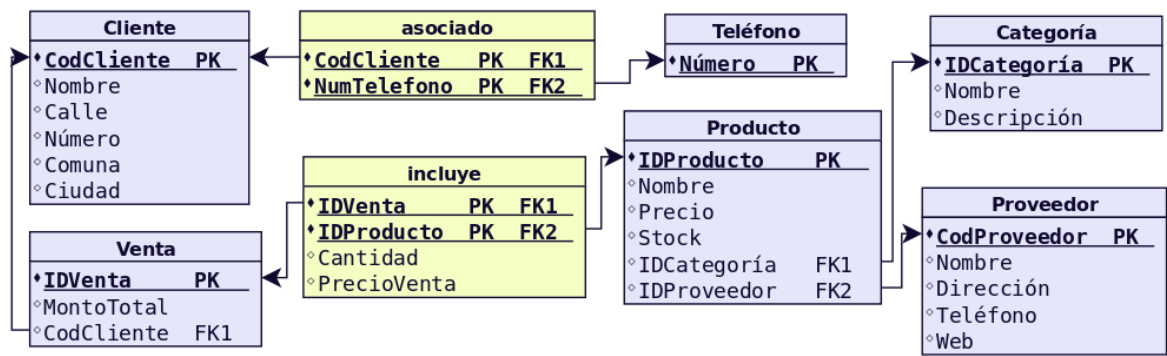 Cliente
CodCliente PK
Nombre
Calle
Número
Comuna
Ciudad
asociado
CodCliente PK FK1
NumTelefono PK FK2
Teléfono
Número PK
Categoría
IDCategoría PK
Nombre
Descripción
Producto
IDProducto PK
Nombre
Precio
Stock
IDCategoría FK1
IDProveedor FK2
incluye
IDVenta PK FK1
IDProducto PK FK2
Cantidad
PrecioVenta
Proveedor
CodProveedor PK
Nombre
Dirección
Teléfono
Web
Venta
IDVenta PK
MontoTotal
CodCliente FK1